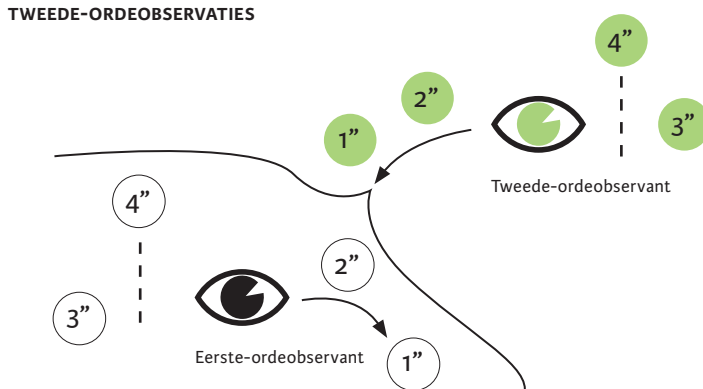 TWEEDE-ORDEOBSERVATIES
4”
2”
3”
1”
Tweede-ordeobservant
4”
2”
3”
Eerste-ordeobservant
1”